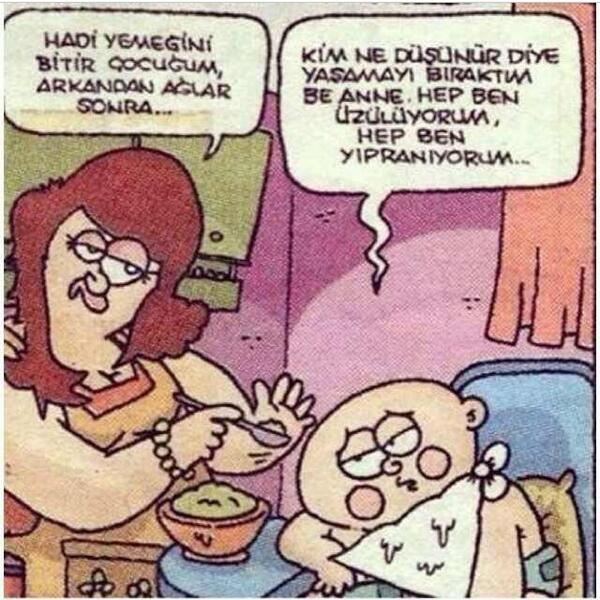 HADİ YEMEĞİNİ
BİTİR ÇOCUĞUM,
ARKANDAN AĞLAR
SONRA...
KİM NE DÜŞÜNÜR DİYE
YAŞAMAYI BIRAKTIM
BE ANNE. HEP BEN
ÜZÜLÜYORUM,
HEP BEN
YIPRANIYORUM...